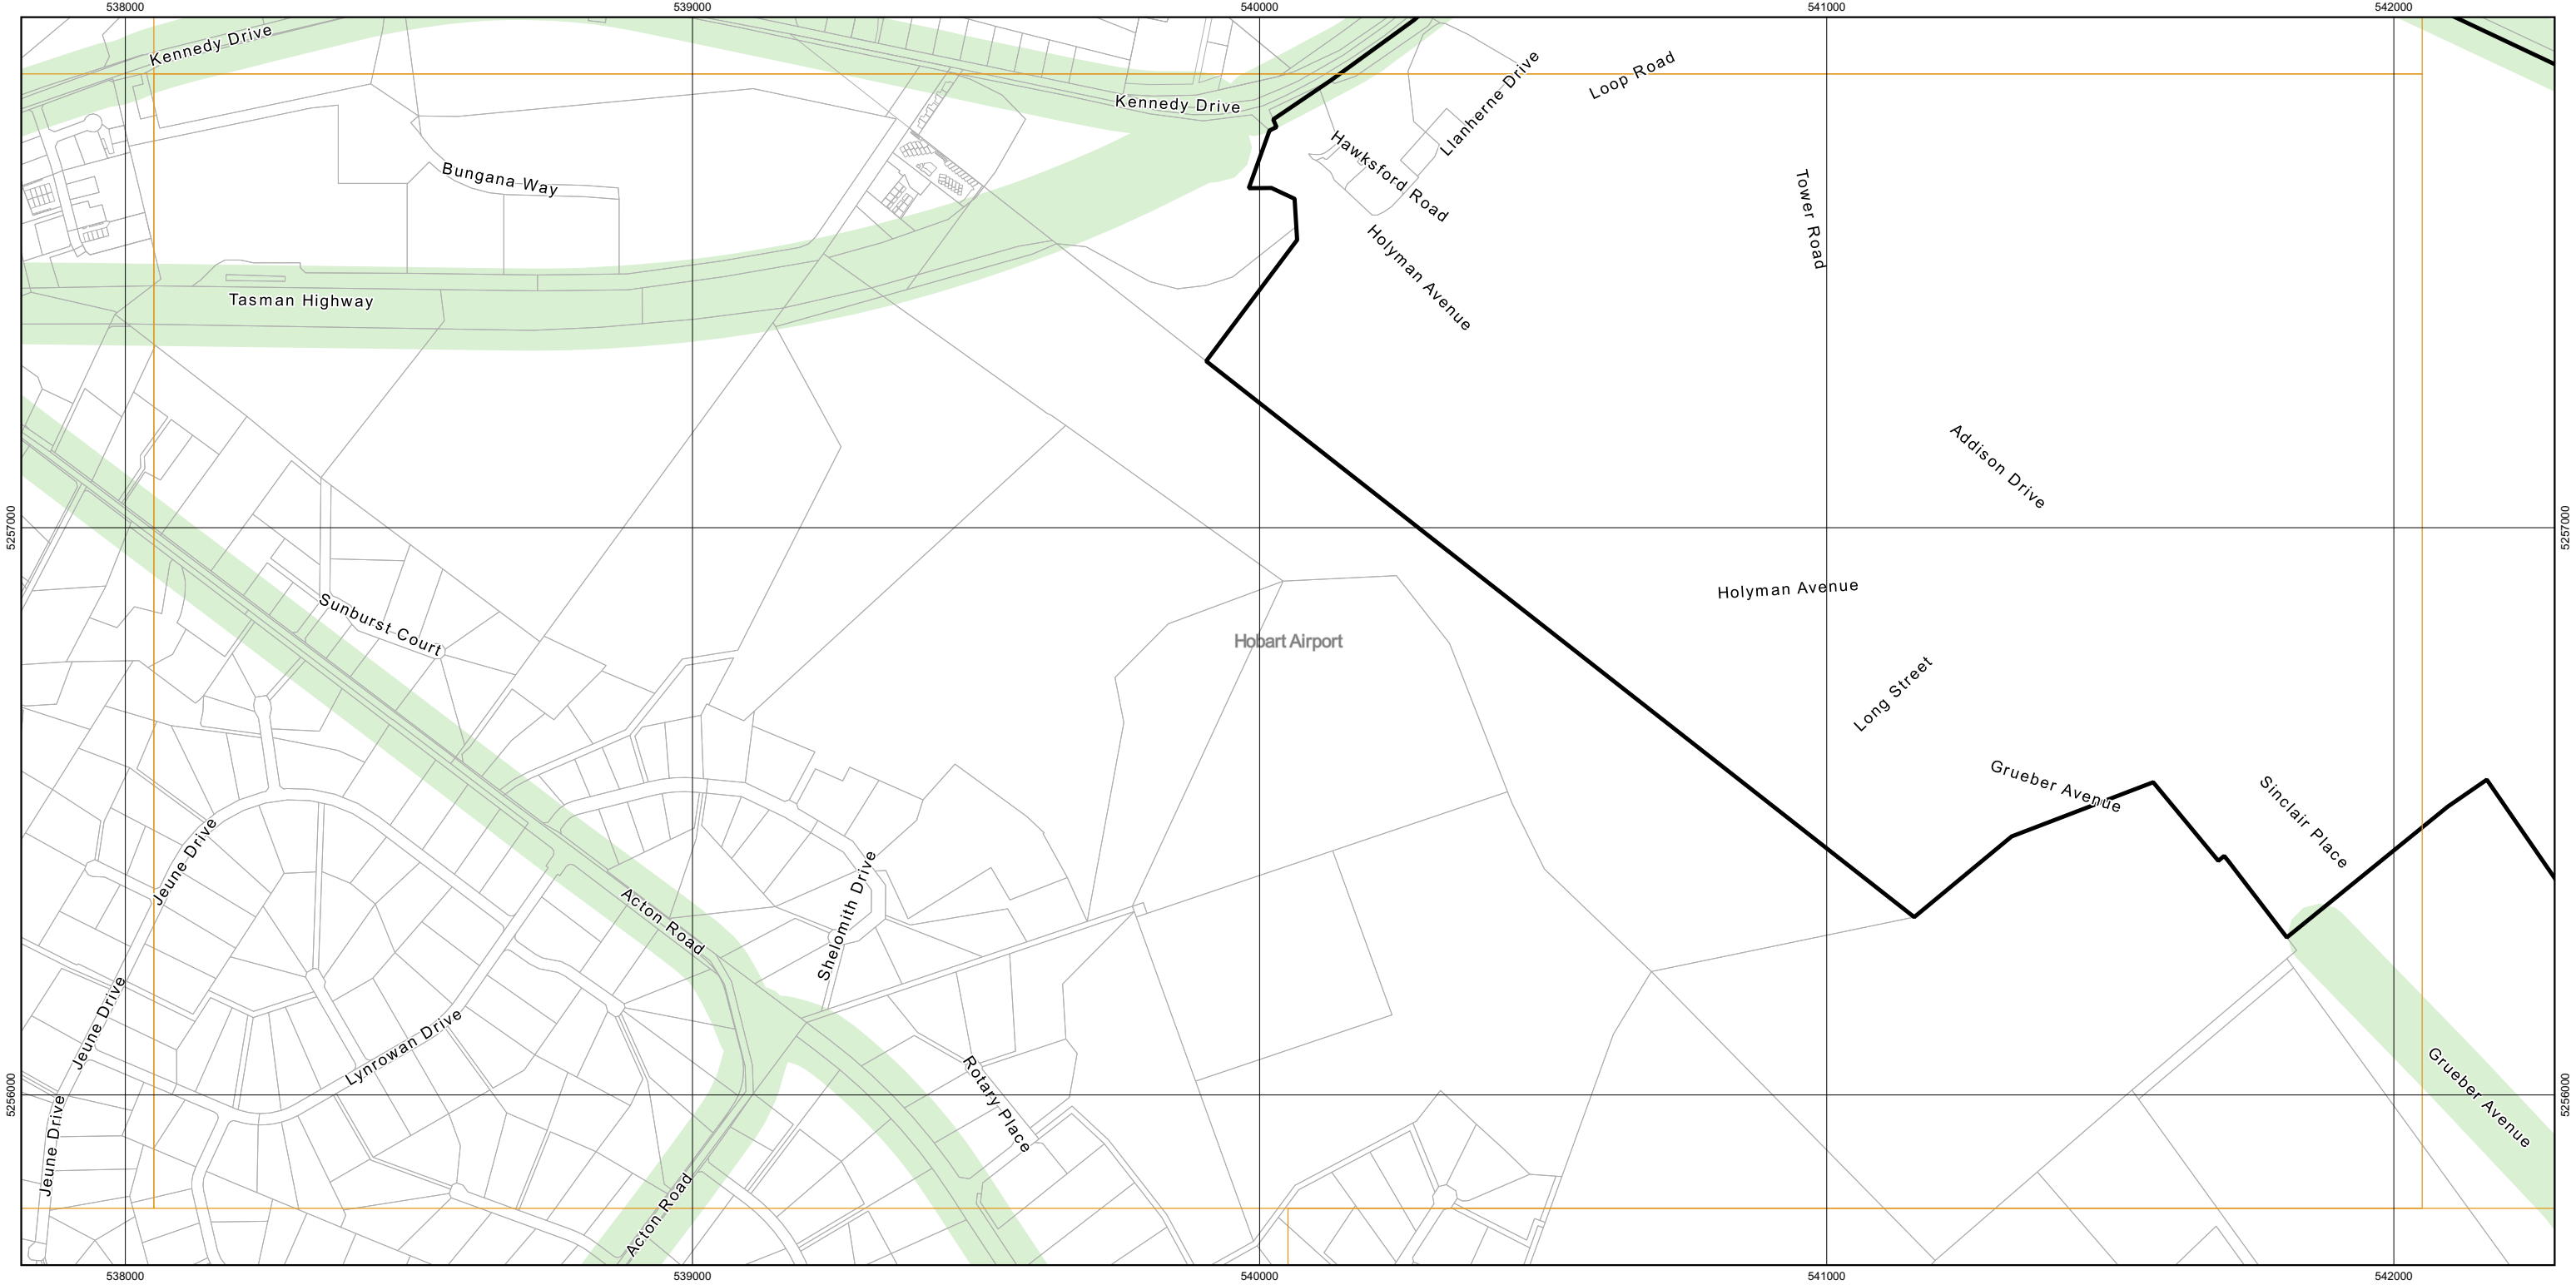 538000
539000
540000
541000
542000
Kennedy Drive
Kennedy Drive
Llanherne Drive
Loop Road
Hawksford Road
Bungana Way
Tower Road
Holyman Avenue
Tasman Highway
Addison Drive
5257000
5257000
Holyman Avenue
Sunburst Court
Hobart Airport
Long Street
Grueber Avenue
Sinclair Place
Jeune Drive
Acton Road
Shelomith Drive
Jeune Drive
Lynrowan Drive
Rotary Place
5256000
5256000
Grueber Avenue
Jeune Drive
Acton Road
538000
539000
540000
541000
542000